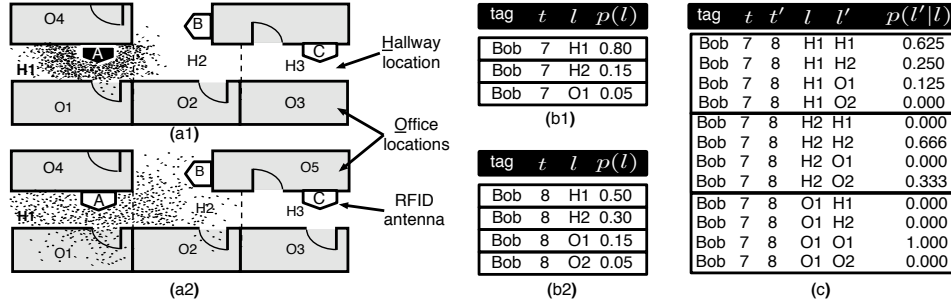 O4
B
A
C
H1
H2
H3
O1
O2
O3
(a1)
Hallway
location
Office
locations
O4
B
O5
A
C
H1
H2
H3
O1
O2
O3
(a2)
RFID
antenna
tag t l p(l)
Bob 7 H1 0.80
Bob 7 H2 0.15
Bob 7 O1 0.05
(b1)
tag t l p(l)
Bob 8 H1 0.50
Bob 8 H2 0.30
Bob 8 O1 0.15
Bob 8 O2 0.05
(b2)
tag t t′ l l′ p(l′|l)
Bob 7 8 H1 H1 0.625
Bob 7 8 H1 H2 0.250
Bob 7 8 H1 O1 0.125
Bob 7 8 H1 O2 0.000
Bob 7 8 H2 H1 0.000
Bob 7 8 H2 H2 0.666
Bob 7 8 H2 O1 0.000
Bob 7 8 H2 O2 0.333
Bob 7 8 O1 H1 0.000
Bob 7 8 O1 H2 0.000
Bob 7 8 O1 O1 1.000
Bob 7 8 O1 O2 0.000
(c)